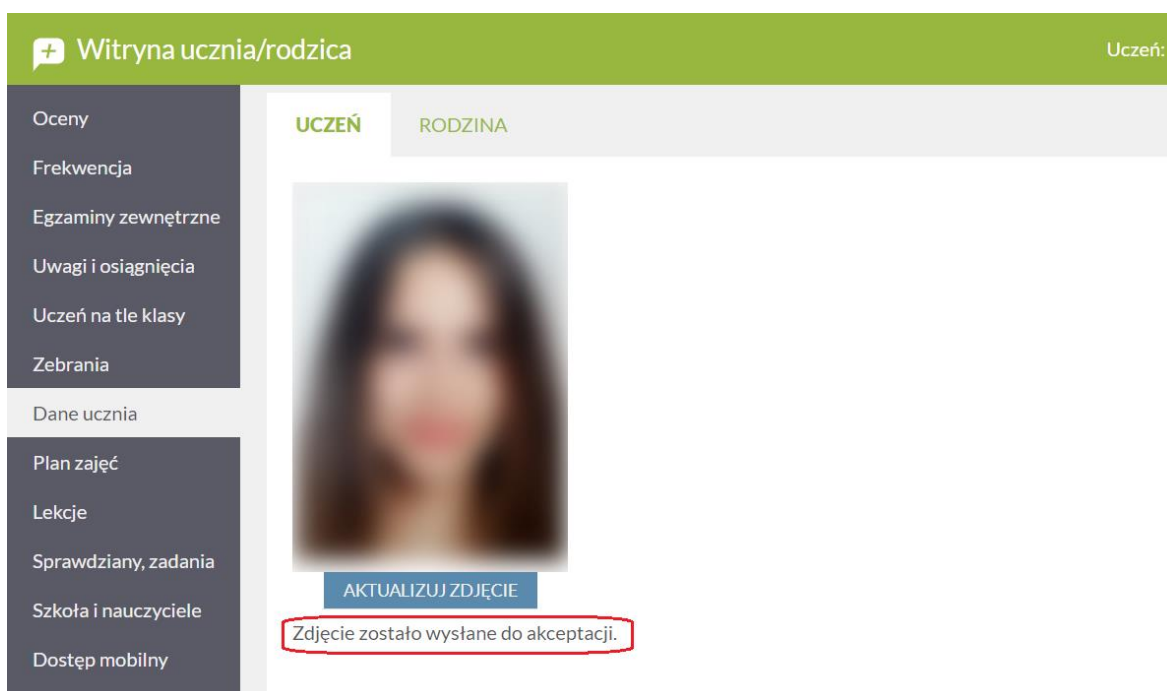 Witryna ucznia/rodzica
Uczeń:
Oceny
Frekwencja
Egzaminy zewnętrzne
Uwagi i osiągnięcia
Uczeń na tle klasy
Zebrania
Dane ucznia
Plan zajęć
Lekcje
Sprawdziany, zadania
Szkoła i nauczyciele
Dostęp mobilny
UCZEŃ
RODZINA
AKTUALIZUJ ZDJĘCIE
Zdjęcie zostało wysłane do akceptacji.